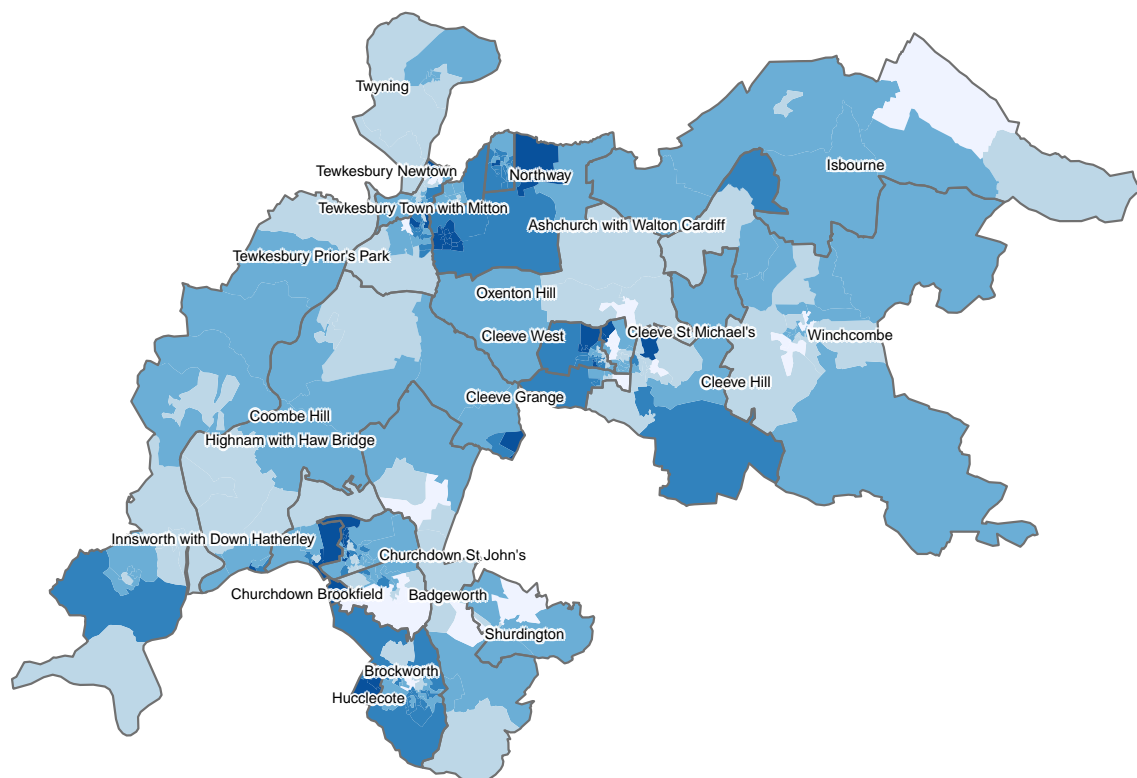 Twyning
Isbourne
Tewkesbury Newtown
Northway
Tewkesbury Town with Mitton
Ashchurch with Walton Cardiff
Tewkesbury Prior's Park
Oxenton Hill
Cleeve West
Cleeve St Michael's
Winchcombe
Cleeve Hill
Cleeve Grange
Coombe Hill
Highnam with Haw Bridge
Innsworth with Down Hatherley
Churchdown St John's
Churchdown Brookfield
Badgeworth
Shurdington
Brockworth
Hucclecote